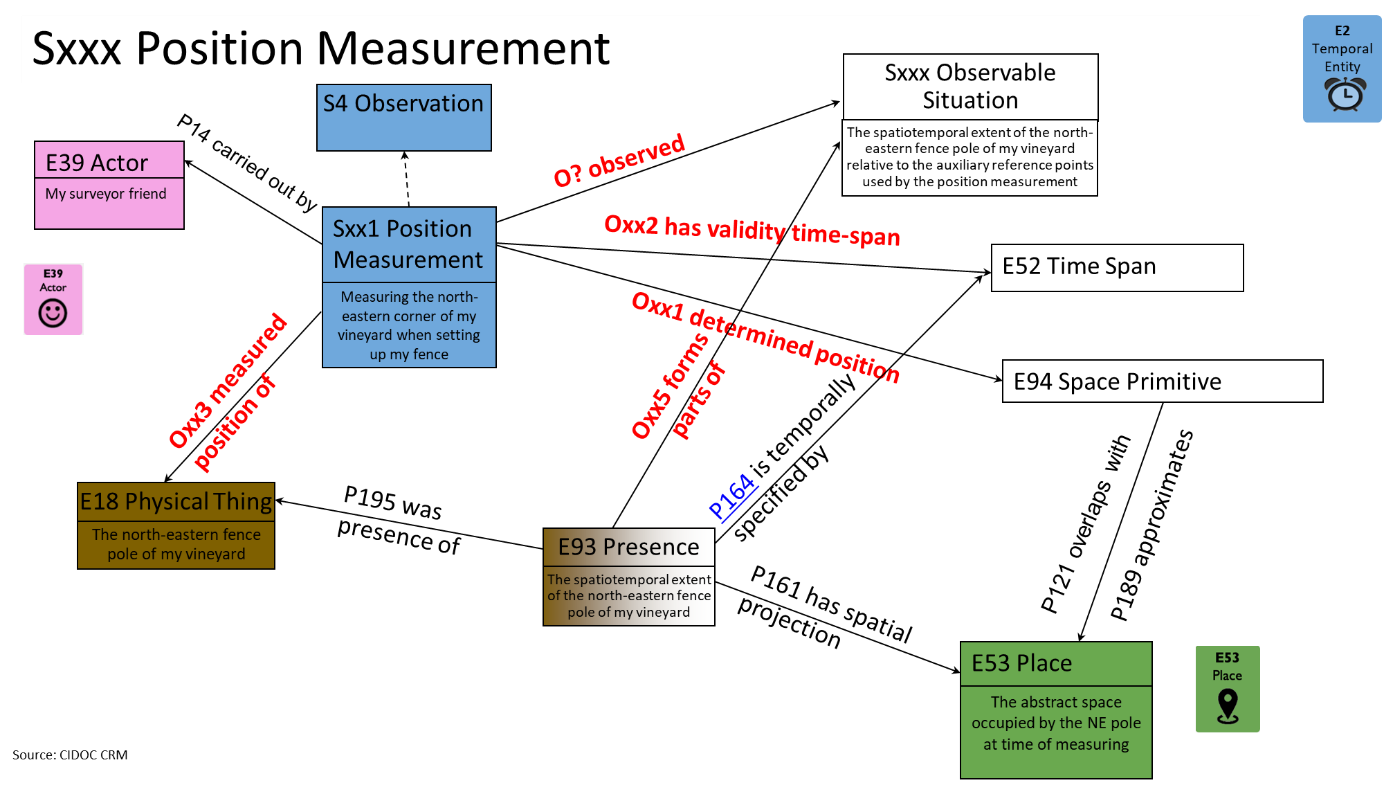 Sxxx Position Measurement
E2
Temporal
Entity
Sxxx Observable
Situation
The spatiotemporal extent of the north-
eastern fence pole of my vineyard
relative to the auxiliary reference points
used by the position measurement
S4 Observation
P14 carried out by
E39 Actor
My surveyor friend
O? observed
Sxx1 Position
Measurement
Measuring the north-
eastern corner of my
vineyard when setting
up my fence
Oxx2 has validity time-span
E52 Time Span
E39
Actor
Oxx1 determined position
Oxx3 measured
position of
Oxx5 forms
parts of
E94 Space Primitive
P164 is temporally
specified by
P121 overlaps with
P189 approximates
E18 Physical Thing
The north-eastern fence
pole of my vineyard
P195 was
presence of
E93 Presence
The spatiotemporal extent
of the north-eastern fence
pole of my vineyard
P161 has spatial
projection
E53 Place
The abstract space
occupied by the NE pole
at time of measuring
E53
Place
Source: CIDOC CRM